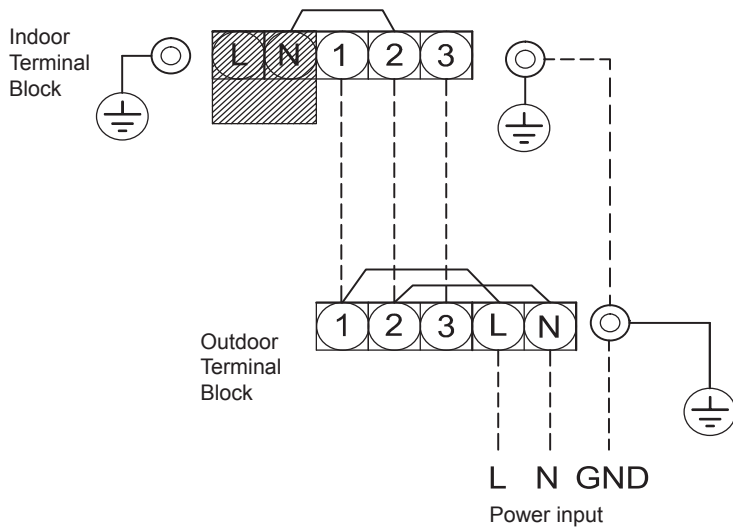 Indoor
Terminal
Block
L N 1 2 3
Outdoor
Terminal
Block
1 2 3 L N
L N GND
Power input